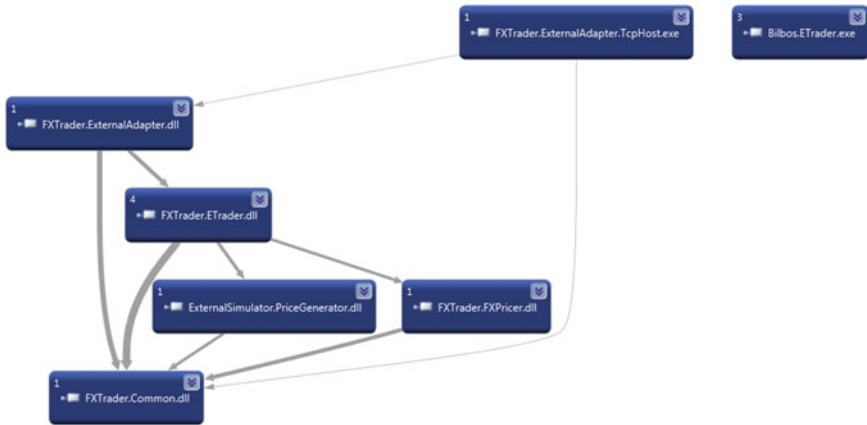 1
FXTrader.ExternalAdapter.TcpHost.exe
3
Bilbos.ETrader.exe
1
FXTrader.ExternalAdapter.dll
4
FXTrader.ETrader.dll
1
ExternalSimulator.PriceGenerator.dll
1
FXTrader.FXPricer.dll
1
FXTrader.Common.dll